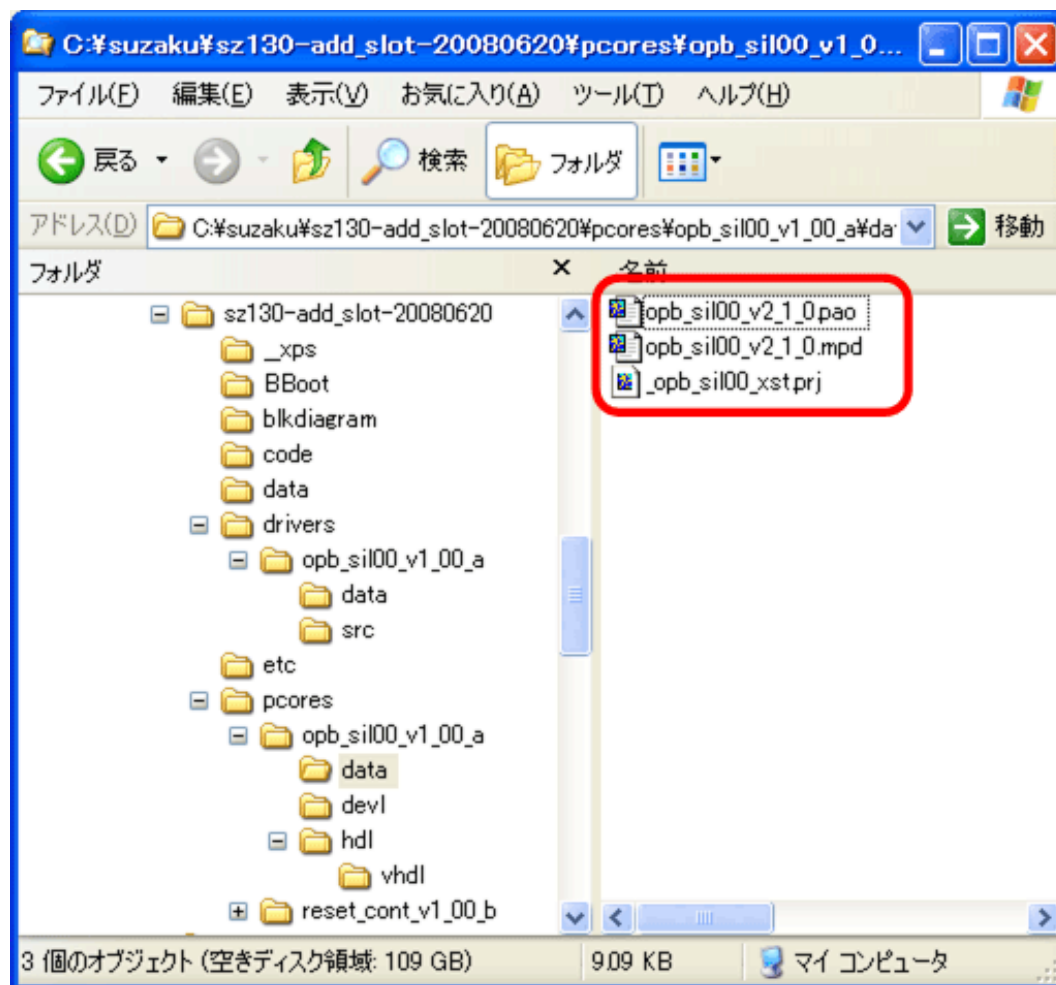 C:¥suzaku¥sz130-add_slot-20080620¥pcores¥opb_sil00_v1_0...
ファイル(F) 編集(E) 表示(V) お気に入り(A) ツール(T) ヘルプ(H)
戻る 検索 フォルダ
アドレス(D) C:¥suzaku¥sz130-add_slot-20080620¥pcores¥opb_sil00_v1_00_a¥da 移動
フォルダ × 名前
sz130-add_slot-20080620
_xps
BBoot
blkdiagram
code
data
drivers
opb_sil00_v1_00_a
data
src
etc
pcores
opb_sil00_v1_00_a
data
devl
hdl
vhdl
reset_cont_v1_00_b
opb_sil00_v2_1_0.pao
opb_sil00_v2_1_0.mpd
_opb_sil00_xst.prj
3 個のオブジェクト (空きディスク領域: 109 GB) 9.09 KB マイ コンピュータ